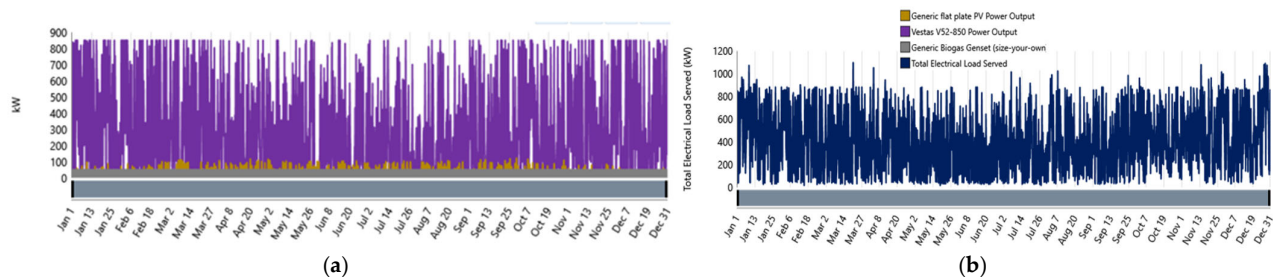 900
800
700
600
500
400
300
200
100
0
kW
Jan 1
Jan 13
Jan 25
Feb 6
Feb 18
Mar 2
Mar 14
Mar 27
Apr 8
Apr 20
May 2
May 14
May 26
Jun 8
Jun 20
Jul 2
Jul 14
Jul 26
Aug 7
Aug 20
Sep 1
Sep 13
Sep 25
Oct 7
Oct 19
Nov 1
Nov 13
Nov 25
Dec 7
Dec 19
Dec 31
(a)
Generic flat plate PV Power Output
Vestas V52-850 Power Output
Generic Biogas Genset (size-your-own
Total Electrical Load Served
1200
1000
800
600
400
200
0
Total Electrical Load Served (kW)
Jan 1
Jan 13
Jan 25
Feb 6
Feb 18
Mar 2
Mar 14
Mar 27
Apr 8
Apr 20
May 2
May 14
May 26
Jun 8
Jun 20
Jul 14
Jul 26
Aug 7
Aug 20
Sep 1
Sep 13
Sep 25
Oct 7
Oct 19
Nov 1
Nov 13
Nov 25
Dec 7
Dec 19
Dec 31
(b)